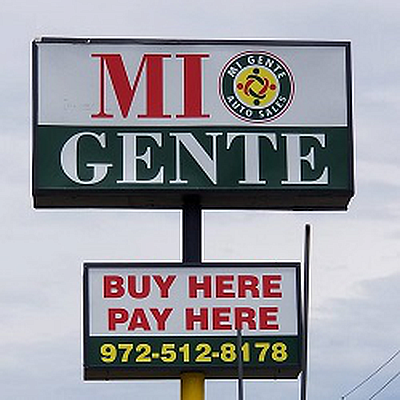 MI
MI GENTE
AUTO SALES
GENTE
BUY HERE
PAY HERE
972-512-8178